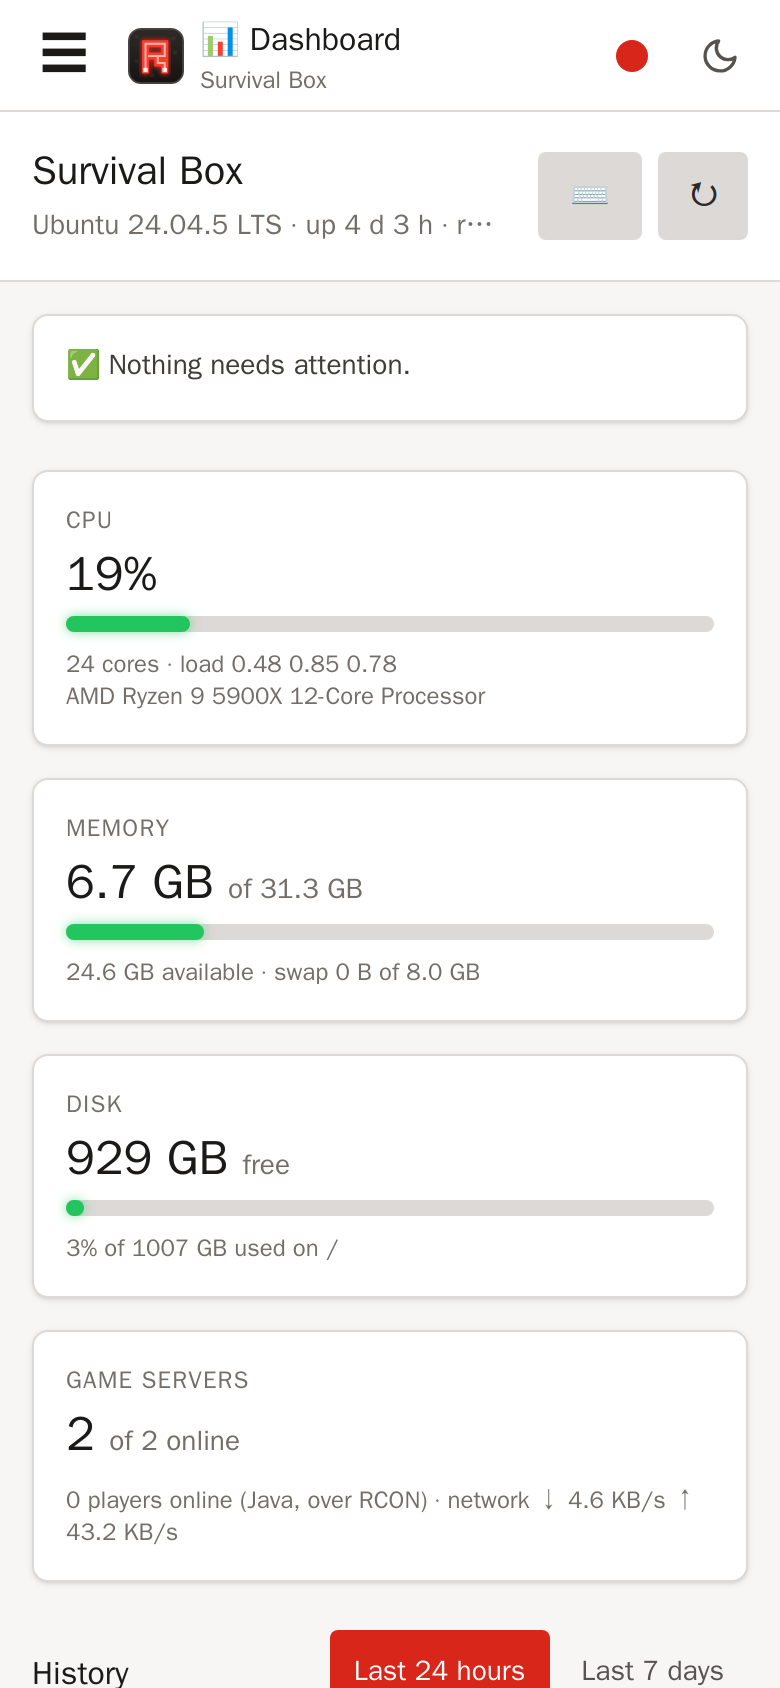 Dashboard
Survival Box
Survival Box
Ubuntu 24.04.5 LTS · up 4 d 3 h · r···
✅ Nothing needs attention.
CPU
19%
24 cores · load 0.48 0.85 0.78
AMD Ryzen 9 5900X 12-Core Processor
MEMORY
6.7 GB of 31.3 GB
24.6 GB available · swap 0 B of 8.0 GB
DISK
929 GB free
3% of 1007 GB used on /
GAME SERVERS
2 of 2 online
0 players online (Java, over RCON) · network ↓ 4.6 KB/s ↑
43.2 KB/s
History
Last 24 hours
Last 7 days